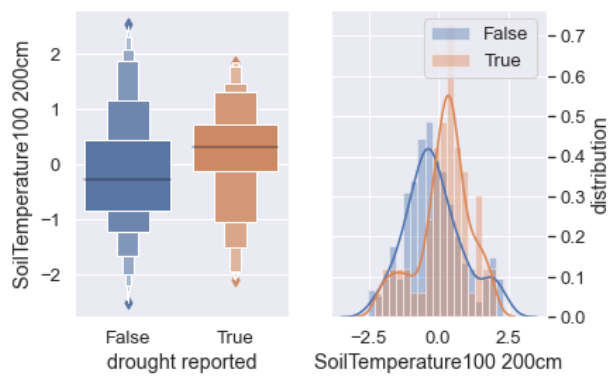 SoilTemperature100 200cm
2
1
0
−1
−2
False
True
drought reported
False
True
0.7
0.6
0.5
0.4
0.3
0.2
0.1
0.0
distribution
−2.5
0.0
2.5
SoilTemperature100 200cm